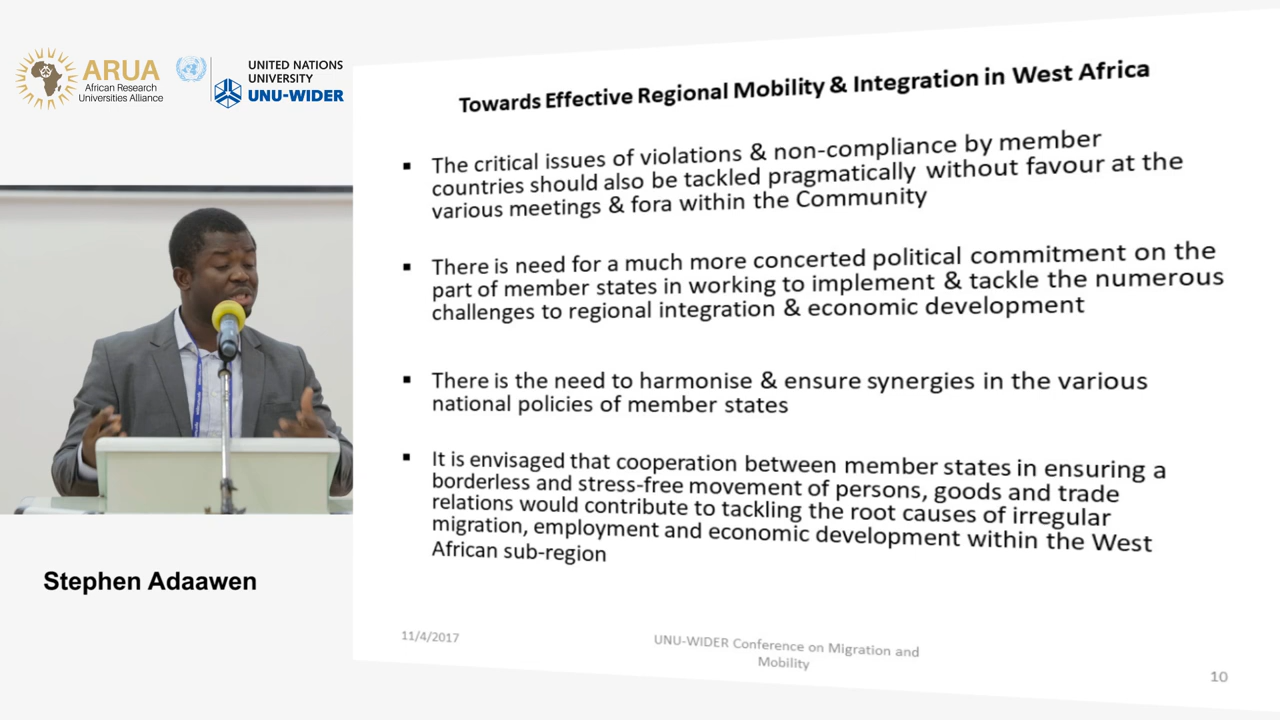 ARUA
African Research
Universities Alliance
UNITED NATIONS
UNIVERSITY
UNU-WIDER
Towards Effective Regional Mobility & Integration in West Africa
▪ The critical issues of violations & non-compliance by member
countries should also be tackled pragmatically without favour at the
various meetings & fora within the Community
▪ There is need for a much more concerted political commitment on the
part of member states in working to implement & tackle the numerous
challenges to regional integration & economic development
▪ There is the need to harmonise & ensure synergies in the various
national policies of member states
▪ It is envisaged that cooperation between member states in ensuring a
borderless and stress-free movement of persons, goods and trade
relations would contribute to tackling the root causes of irregular
migration, employment and economic development within the West
African sub-region
Stephen Adaawen
11/4/2017
UNU-WIDER Conference on Migration and
Mobility
10